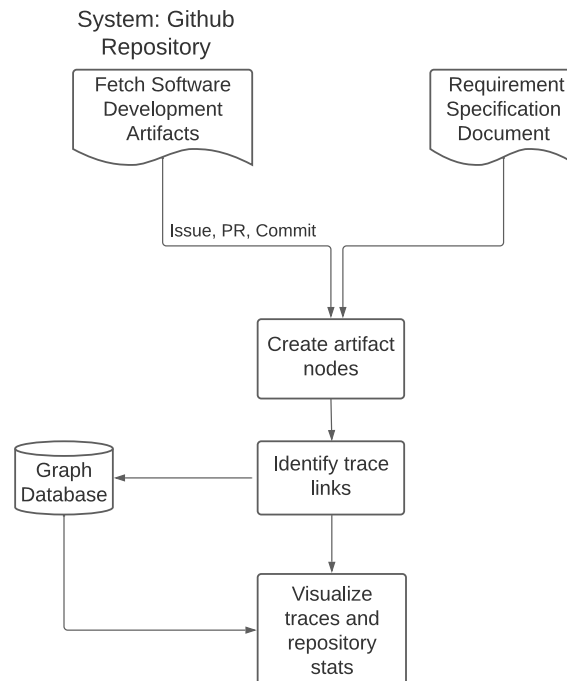 System: Github
Repository
Fetch Software
Development
Artifacts
Requirement
Specification
Document
Issue, PR, Commit
Create artifact
nodes
Identify trace
links
Graph
Database
Visualize
traces and
repository
stats